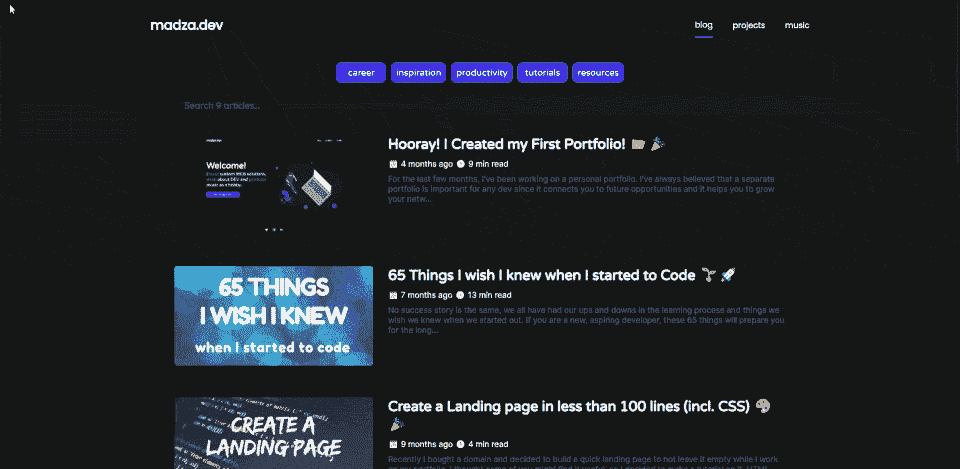 madza.dev
blog projects music
career inspiration productivity tutorials resources
Search 9 articles...
Welcome!
Hooray! I Created my First Portfolio!
4 months ago 9 min read
For the last few months, I've been working on a personal portfolio. I've always believed that a separate
portfolio is important for any dev since it connects you to future opportunities and it helps you to grow
your netw...
65 THINGS
I WISH I KNEW
when I started to code
65 Things I wish I knew when I started to Code
7 months ago 13 min read
No success story is the same, we all have had our ups and downs in the learning process and things we
wish we knew when we started out. If you are a new, aspiring developer, these 65 things will prepare you
for the long...
CREATE A
LANDING PAGE
Create a Landing page in less than 100 lines (incl. CSS)
9 months ago 4 min read
Recently I bought a domain and decided to build a quick landing page to not leave it empty while I work